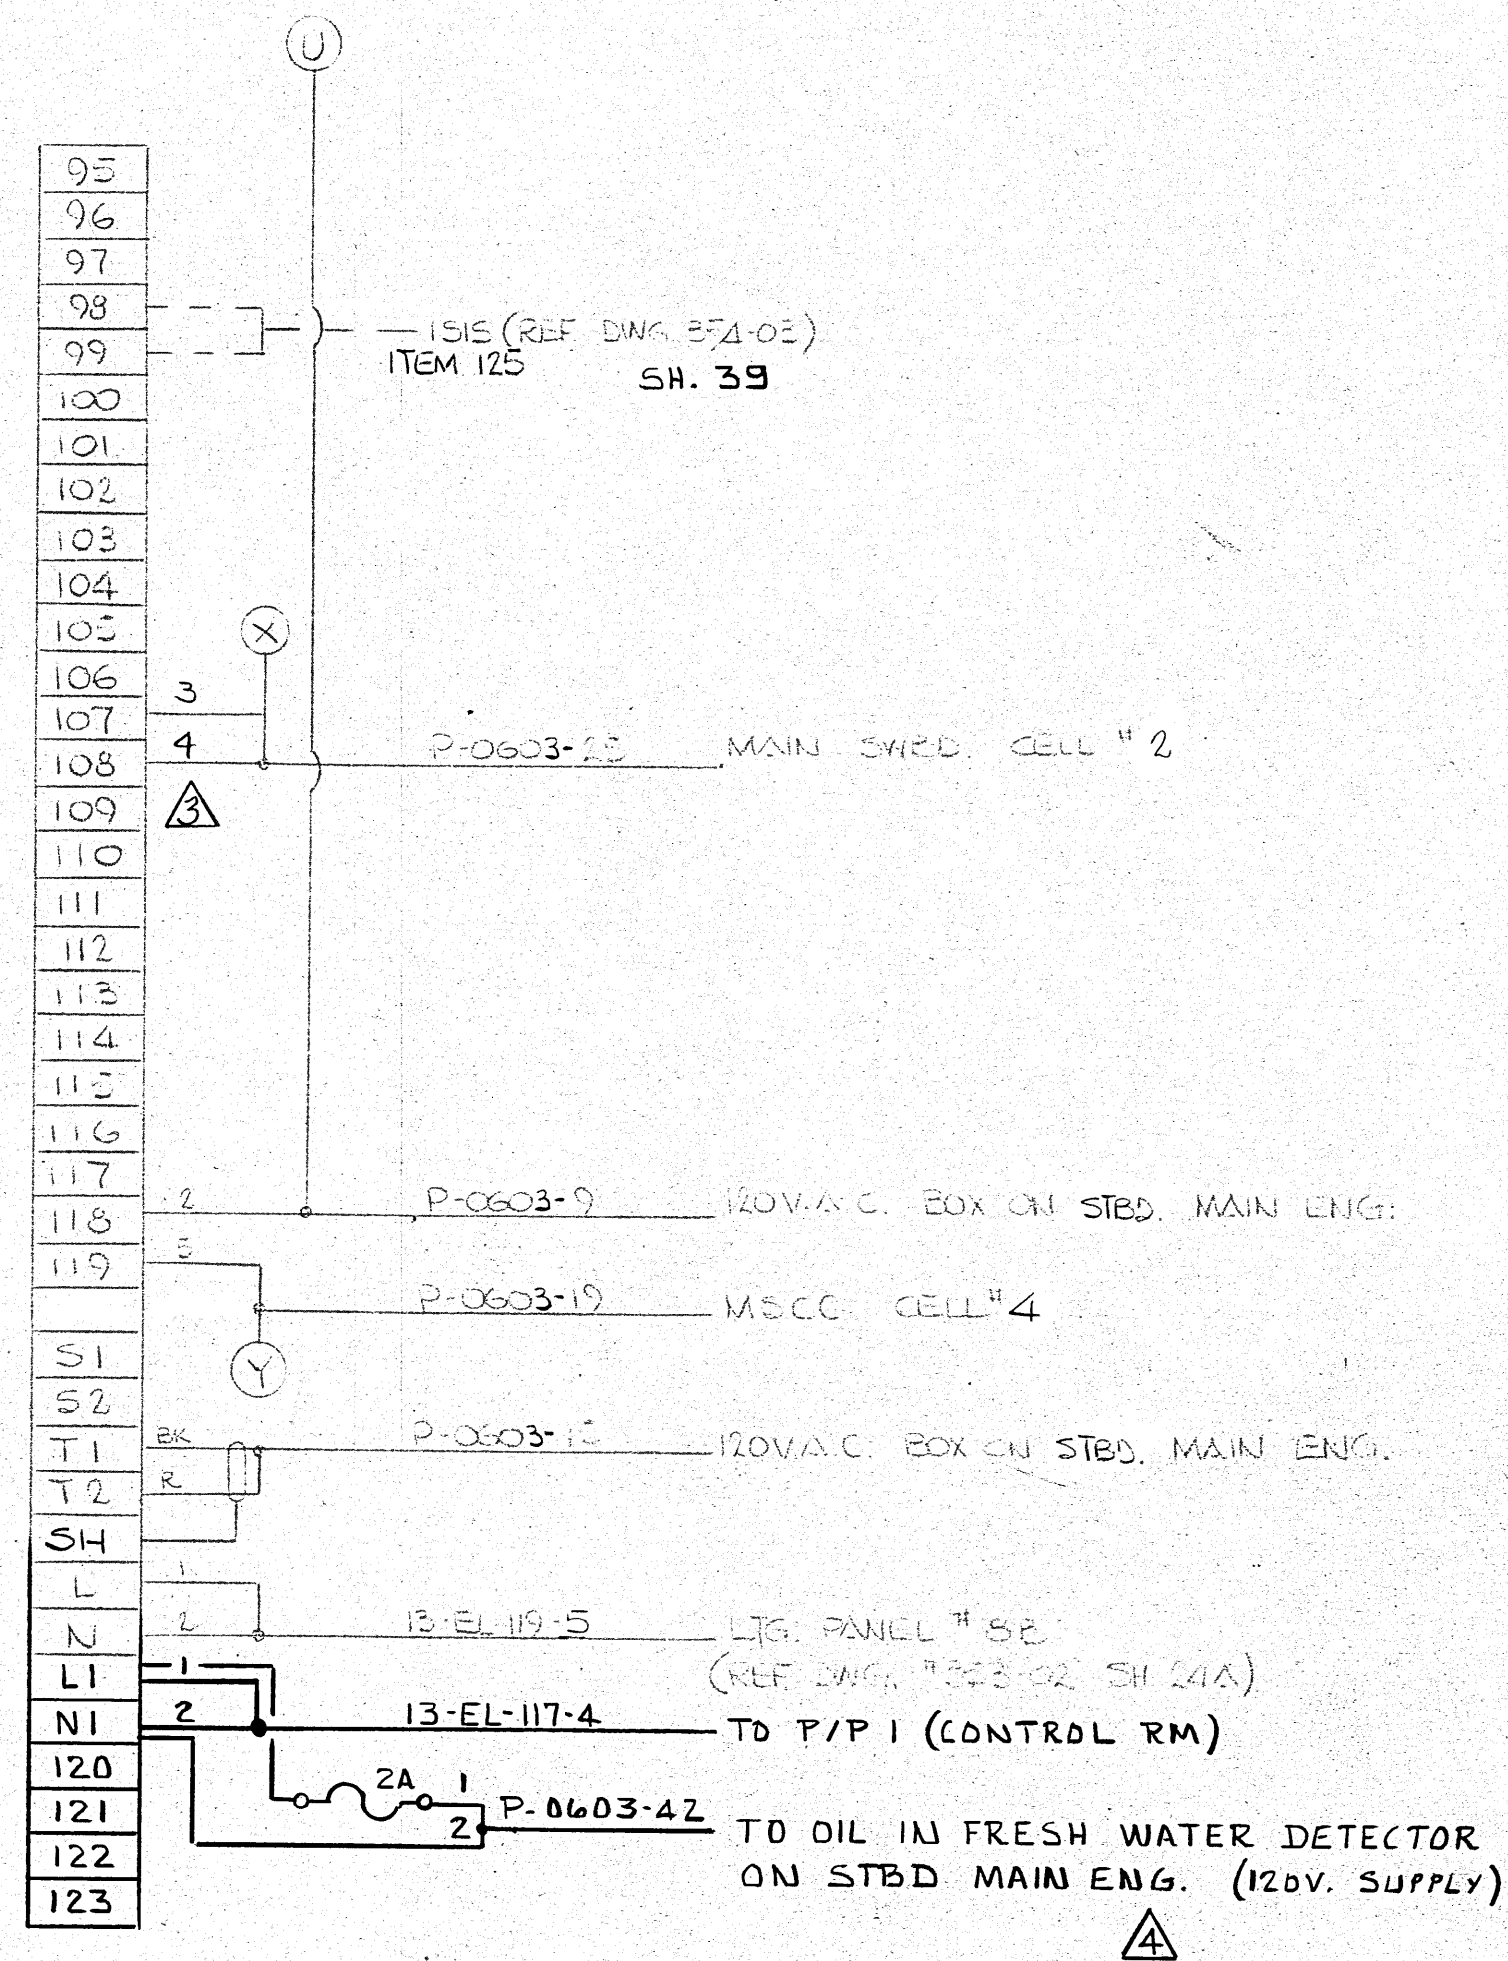 U
95
96
97
98
99
ISIS (REF DWG 354-03)
ITEM 125 SH. 39
100
101
102
103
104
105
X
106
3
107
4
108
P-0603-25 MAIN SWBD. CELL #2
109
3
110
111
112
113
114
115
116
117
2
118
P-0603-9 120V.A.C. BOX ON STBD. MAIN ENG.
5
119
P-0603-19 MSCC CELL #4
S1
Y
S2
T1
BK
P-0603- 120V.A.C. BOX ON STBD. MAIN ENG.
T2
R
SH
L
1
N
2
13-EL-119-5 LTG. PANEL #
(REF DWG. SH 24A)
L1
1
N1
2
13-EL-117-4 TO P/P 1 (CONTROL RM)
120
2A 1
121
2
P-0603-42 TO OIL IN FRESH WATER DETECTOR
122
ON STBD MAIN ENG. (120V. SUPPLY)
123
4